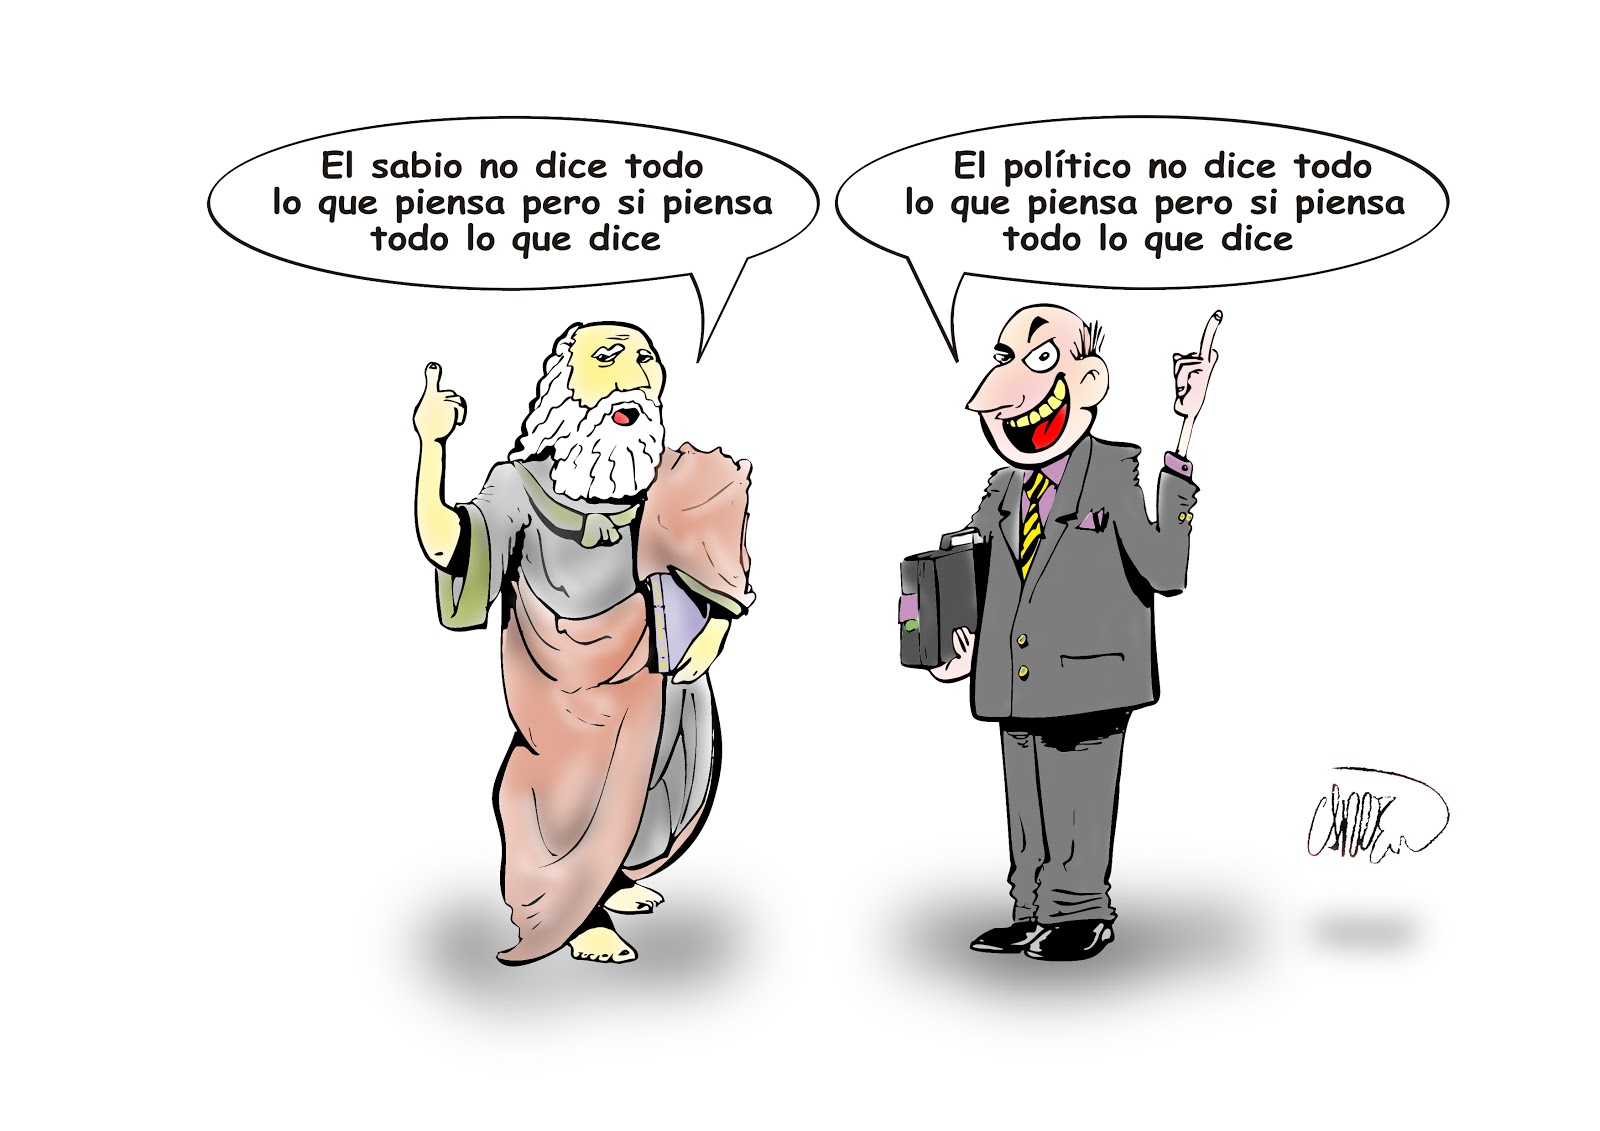 El sabio no dice todo
lo que piensa pero si piensa
todo lo que dice
El político no dice todo
lo que piensa pero si piensa
todo lo que dice